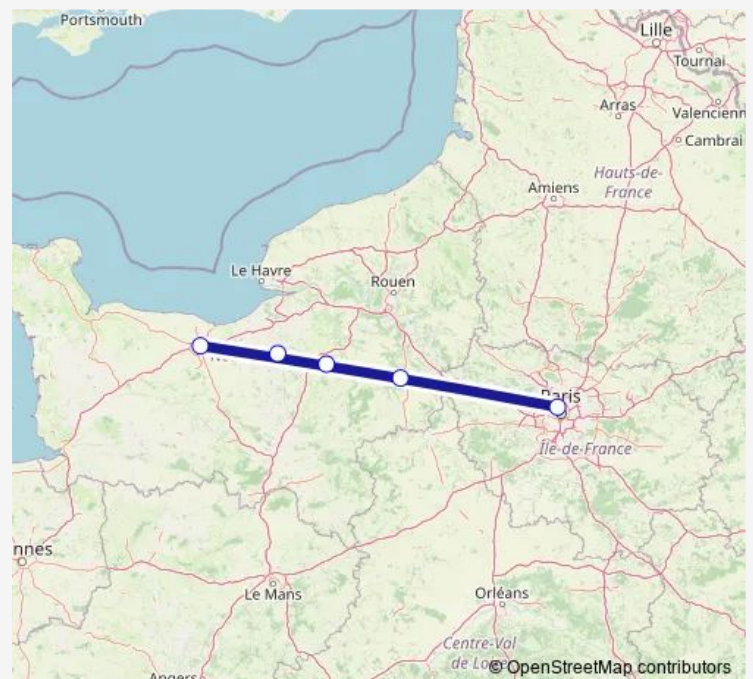 Portsmouth
Lille
Tournai
Arras
Valencienn
Cambrai
Hauts-de-
France
Amiens
Le Havre
Rouen
Paris
Île-de-France
nnes
Le Mans
Orléans
Centre-Val
de Lo
Angers
© OpenStreetMap contributors